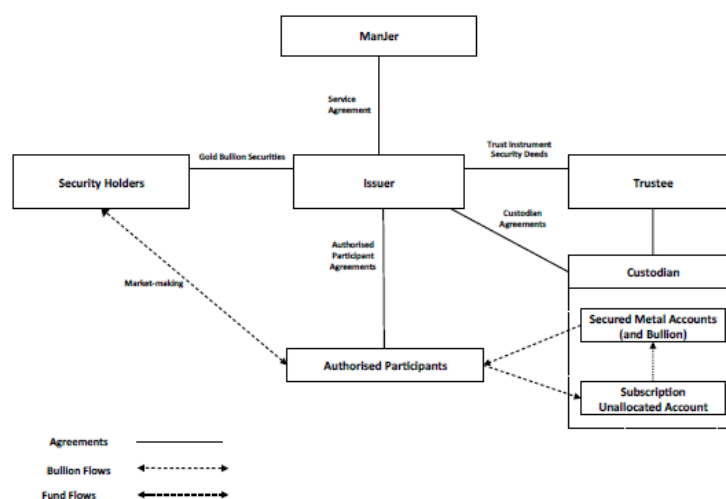 ManJer
Service
Agreement
Gold Bullion Securities
Trust Instrument
Security Deeds
Security Holders
Issuer
Trustee
Custodian
Agreements
Authorised
Participant
Agreements
Custodian
Market-making
Secured Metal Accounts
(and Bullion)
Authorised Participants
Subscription
Unallocated Account
Agreements
Bullion Flows
Fund Flows